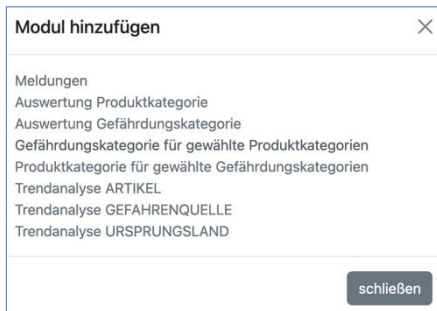 Modul hinzufügen
Meldungen
Auswertung Produktkategorie
Auswertung Gefährdungskategorie
Gefährdungskategorie für gewählte Produktkategorien
Produktkategorie für gewählte Gefährdungskategorien
Trendanalyse ARTIKEL
Trendanalyse GEFAHRENQUELLE
Trendanalyse URSPRUNGSLAND
schließen